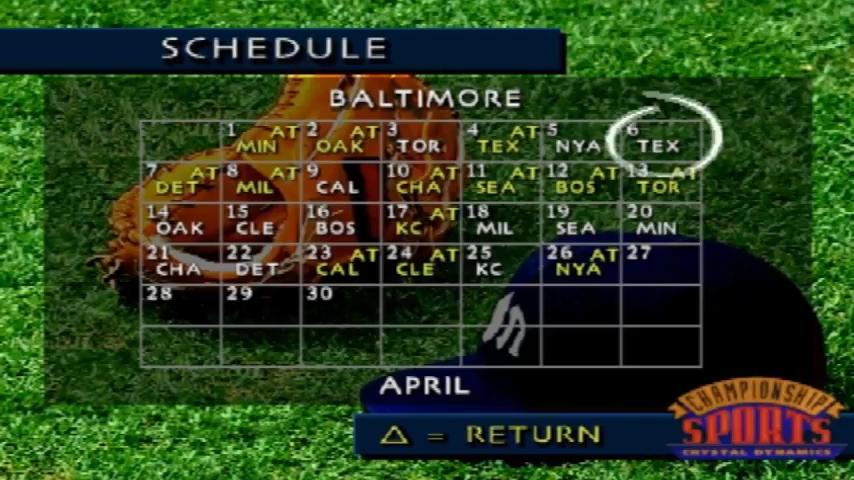 SCHEDULE
BALTIMORE
1 AT MIN 2 AT OAK 3 TOR 4 AT TEX 5 NYA 6 TEX
7 AT DET 8 AT MIL 9 CAL 10 AT CHA 11 AT SEA 12 AT BOS 13 AT TOR
14 OAK 15 CLE 16 BOS 17 AT KC 18 MIL 19 SEA 20 MIN
21 CHA 22 DET 23 AT CAL 24 AT CLE 25 KC 26 AT NYA 27
28 29 30
APRIL
△ = RETURN
CHAMPIONSHIP
SPORTS
CRYSTAL DYNAMICS